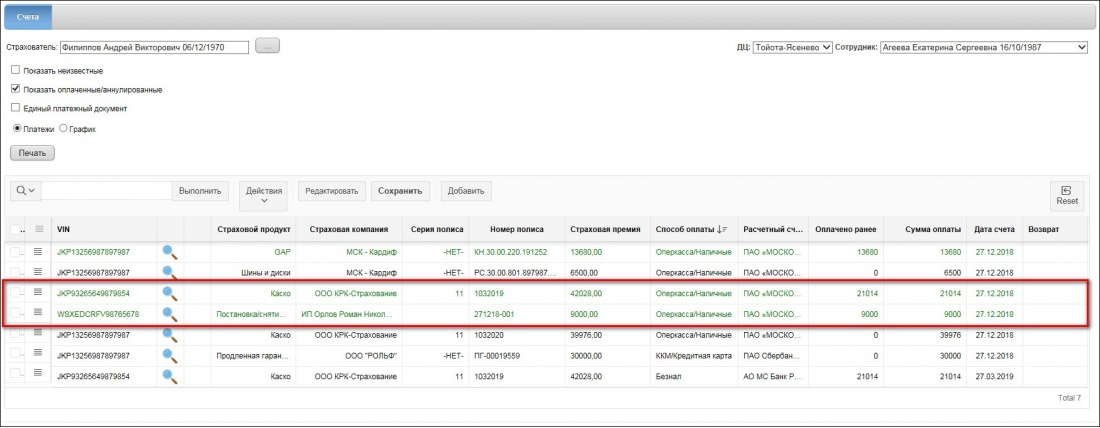 Счета
Страхователь: Филиппов Андрей Викторович 06/12/1970 ... ДЦ: Тойота-Ясенево Сотрудник: Агеева Екатерина Сергеевна 16/10/1987
Показать неизвестные
Показать оплаченные/аннулированные
Единый платежный документ
Платежи График
Печать
Выполнить Действия Редактировать Сохранить Добавить Reset
VIN Страховой продукт Страховая компания Серия полиса Номер полиса Страховая премия Способ оплаты Расчетный сч... Оплачено ранее Сумма оплаты Дата счета Возврат
JKP13256987897987 GAP МСК - Кардиф -НЕТ- КН.30.00.220.191252 13680,00 Оперкасса/Наличные ПАО «МОСКО... 13680 13680 27.12.2018
JKP13256987897987 Шины и диски МСК - Кардиф -НЕТ- РС.30.00.801.897987.... 6500,00 Оперкасса/Наличные ПАО «МОСКО... 0 6500 27.12.2018
JKP93265649879854 Каско ООО КРК-Страхование 11 1032019 42028,00 Оперкасса/Наличные ПАО «МОСКО... 21014 21014 27.12.2018
WSXEDCRFV98765678 Постановка/сняти... ИП Орлов Роман Никол... 271218-001 9000,00 Оперкасса/Наличные ПАО «МОСКО... 9000 9000 27.12.2018
JKP93265649879854 Каско ООО КРК-Страхование 11 1032020 39976,00 Оперкасса/Наличные ПАО «МОСКО... 0 39976 27.12.2018
JKP93265649879854 Продленная гаран... ООО "РОЛЬФ" -НЕТ- ПГ-00019559 30000,00 ККМ/Кредитная карта ПАО Сбербан... 0 30000 27.12.2018
JKP93265649879854 Каско ООО КРК-Страхование 11 1032019 42028,00 Безнал АО МС Банк Р... 21014 21014 27.03.2019
Total 7